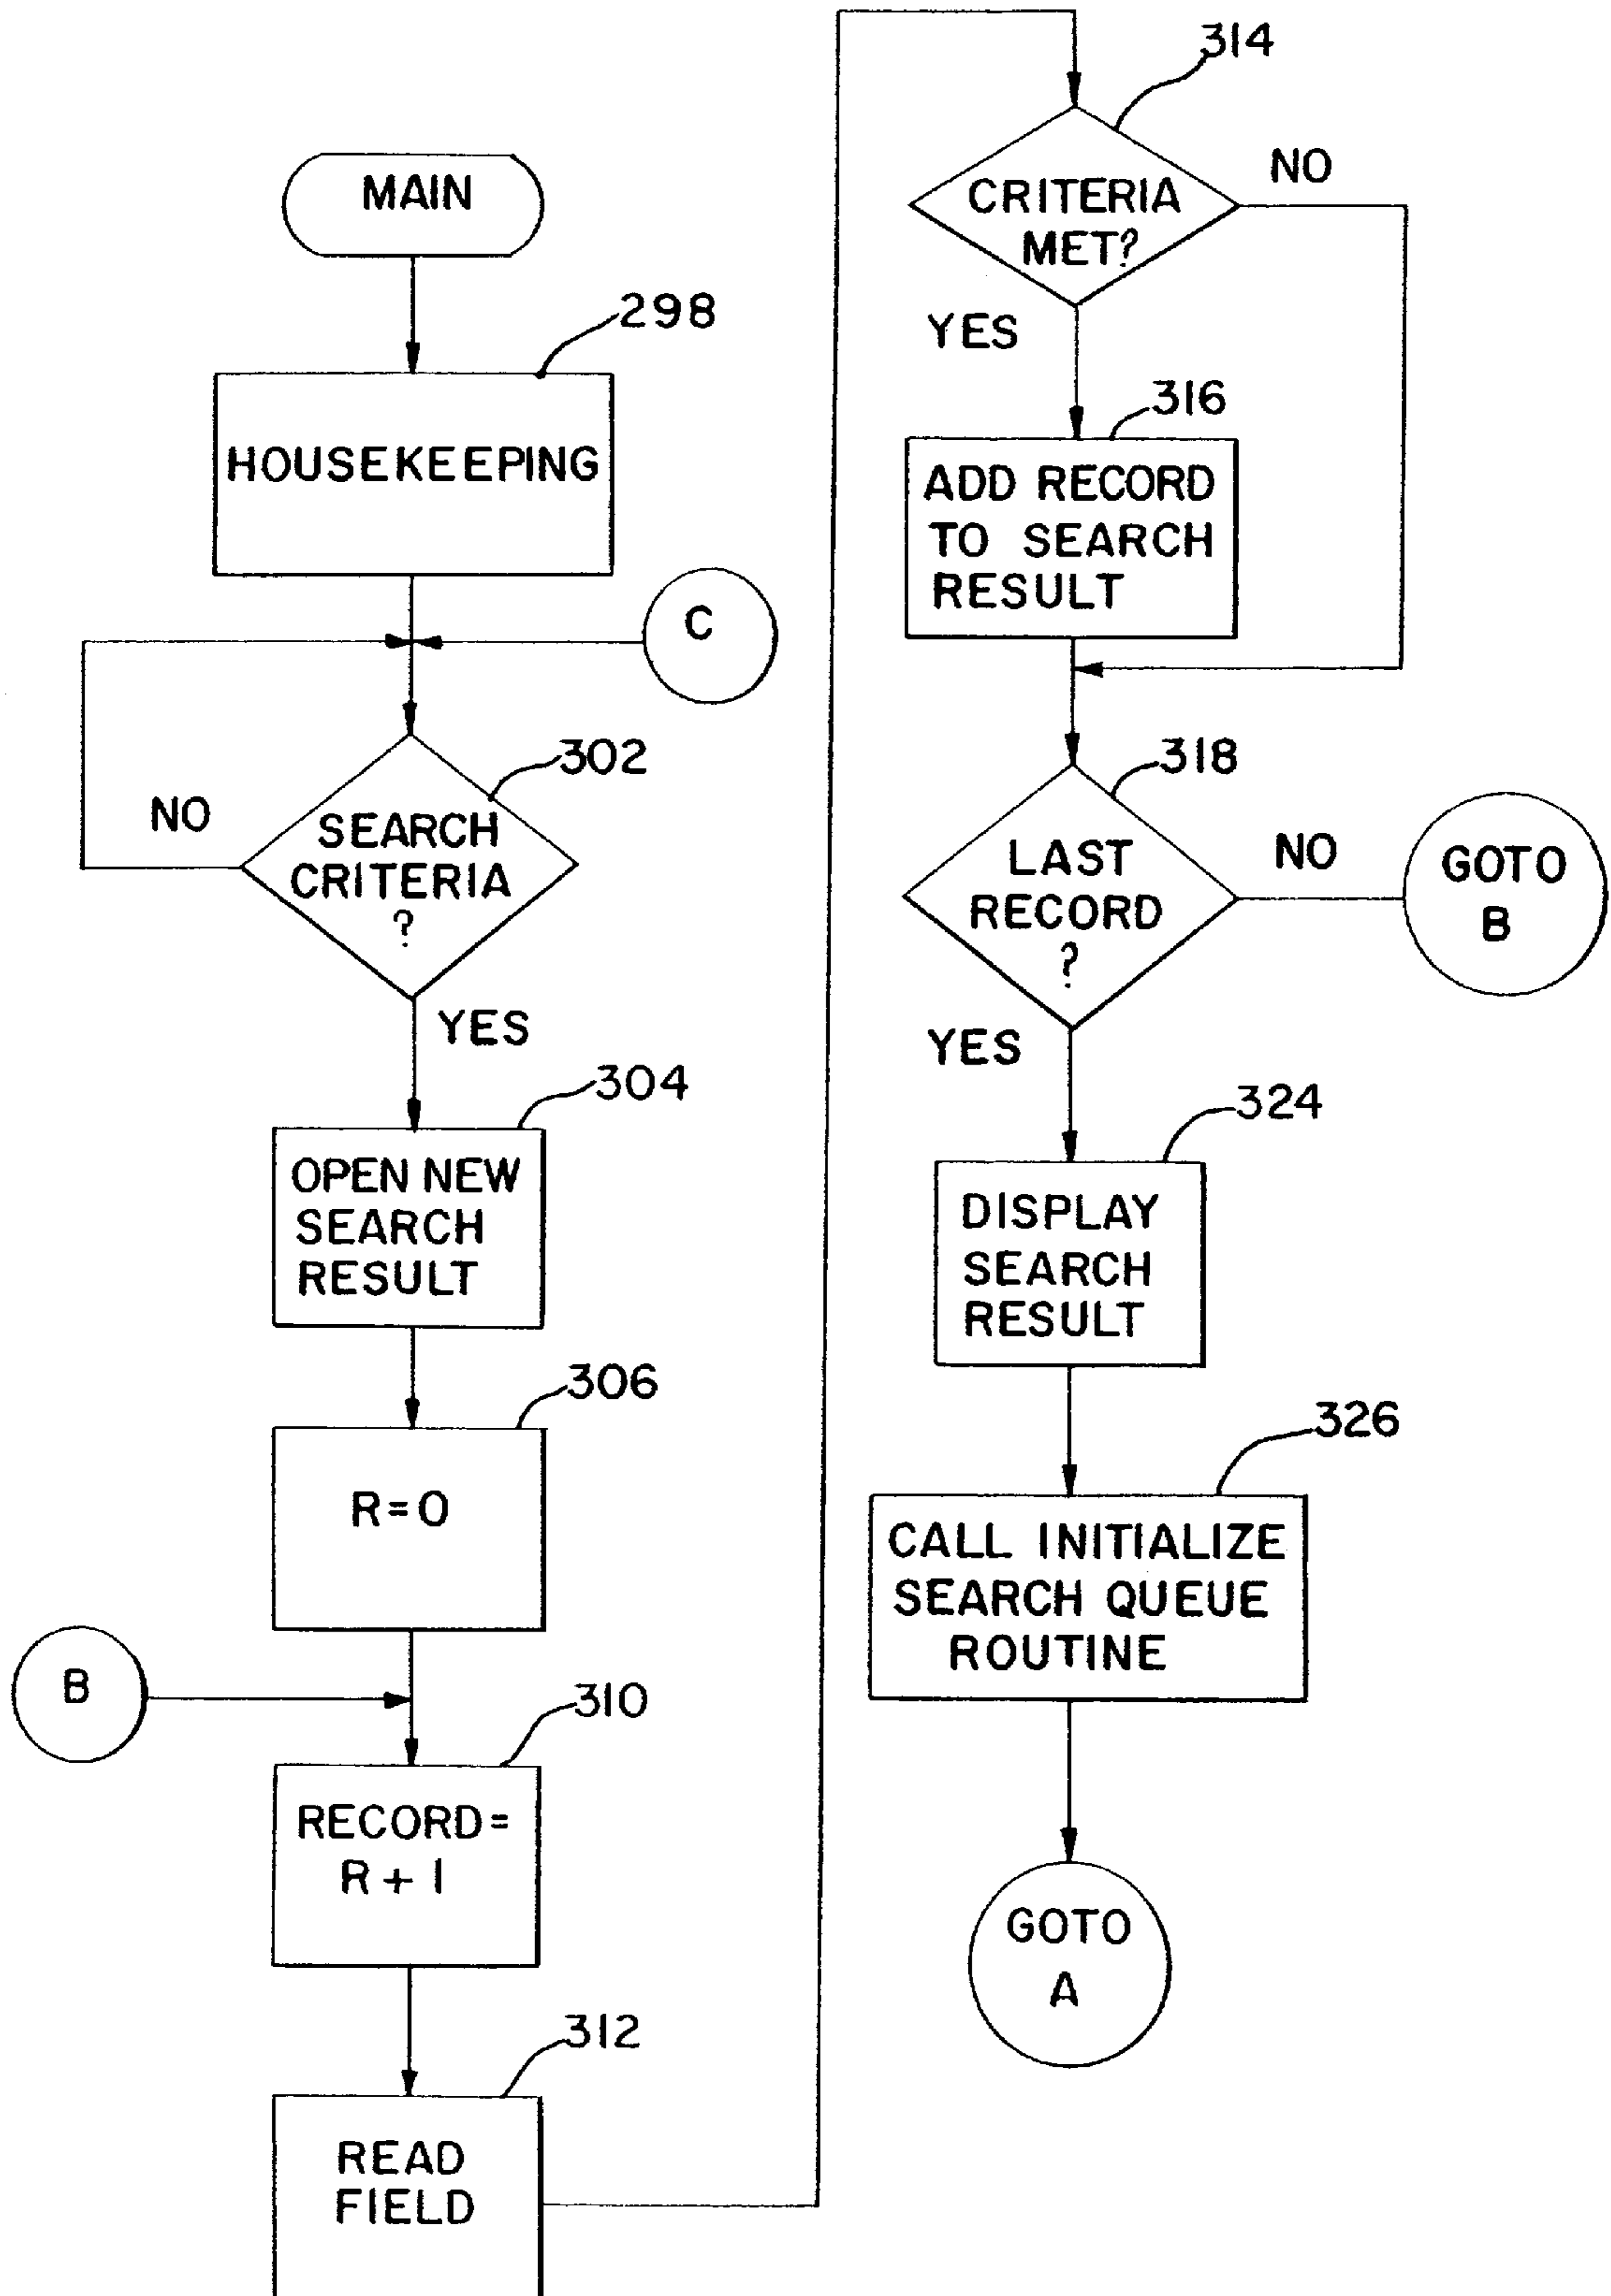 MAIN
298
HOUSEKEEPING
C
302
NO
SEARCH
CRITERIA
?
YES
304
OPEN NEW
SEARCH
RESULT
306
R=0
B
310
RECORD=
R+1
312
READ
FIELD
314
CRITERIA
MET?
NO
YES
316
ADD RECORD
TO SEARCH
RESULT
318
LAST
RECORD
?
NO
GOTO
B
YES
324
DISPLAY
SEARCH
RESULT
326
CALL INITIALIZE
SEARCH QUEUE
ROUTINE
GOTO
A